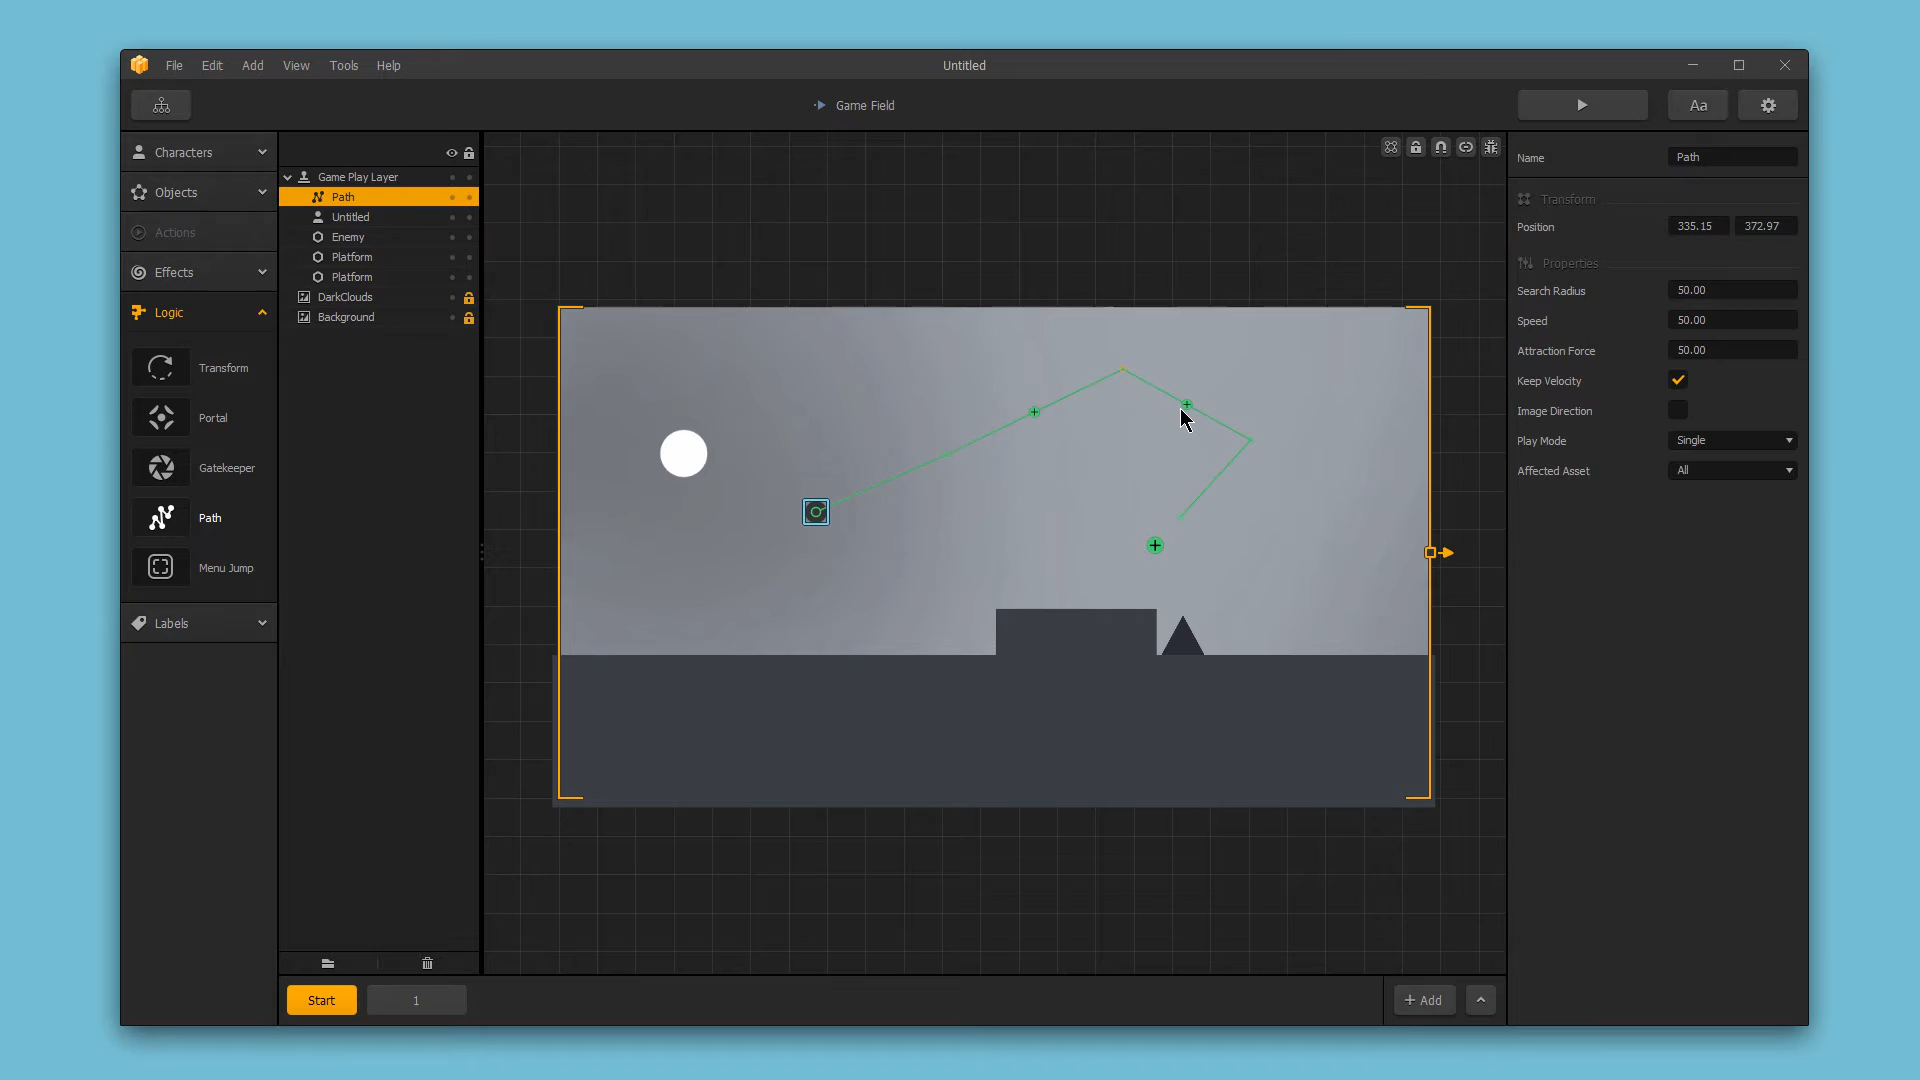 File Edit Add View Tools Help
Untitled
Game Field
Aa
Characters
Objects
Actions
Effects
Logic
Transform
Portal
Gatekeeper
Path
Menu Jump
Labels
Game Play Layer
Path
Untitled
Enemy
Platform
Platform
DarkClouds
Background
Name Path
Transform
Position 335.15 372.97
Properties
Search Radius 50.00
Speed 50.00
Attraction Force 50.00
Keep Velocity
Image Direction
Play Mode Single
Affected Asset All
Start 1
+ Add